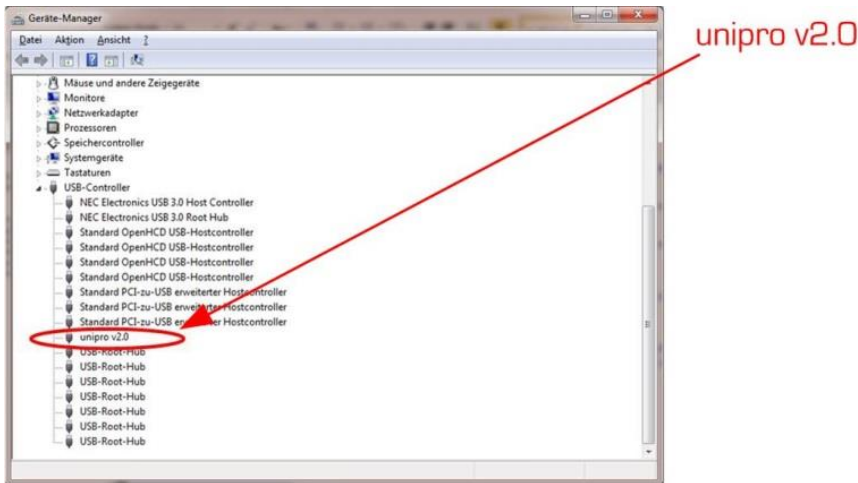 Geräte-Manager
unipro v2.0
Datei Aktion Ansicht ?
Mäuse und andere Zeigegeräte
Monitore
Netzwerkadapter
Prozessoren
Speichercontroller
Systemgeräte
Tastaturen
USB-Controller
NEC Electronics USB 3.0 Host Controller
NEC Electronics USB 3.0 Root Hub
Standard OpenHCD USB-Hostcontroller
Standard OpenHCD USB-Hostcontroller
Standard OpenHCD USB-Hostcontroller
Standard OpenHCD USB-Hostcontroller
Standard PCI-zu-USB erweiterter Hostcontroller
Standard PCI-zu-USB erweiterter Hostcontroller
Standard PCI-zu-USB erweiterter Hostcontroller
unipro v2.0
USB-Root-Hub
USB-Root-Hub
USB-Root-Hub
USB-Root-Hub
USB-Root-Hub
USB-Root-Hub
USB-Root-Hub